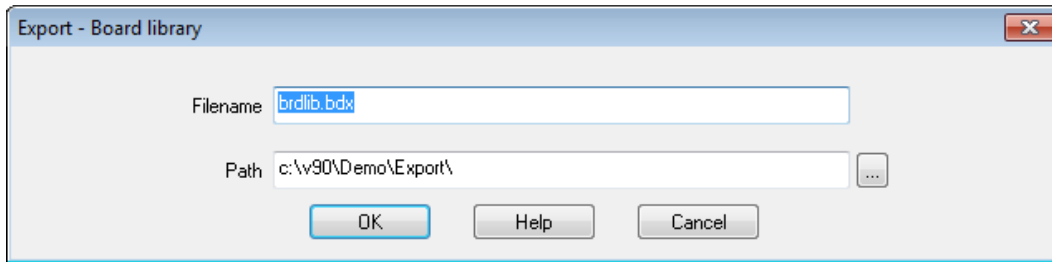 Export - Board library
Filename brdlib.bdx
Path c:\v90\Demo\Export\ ...
OK Help Cancel